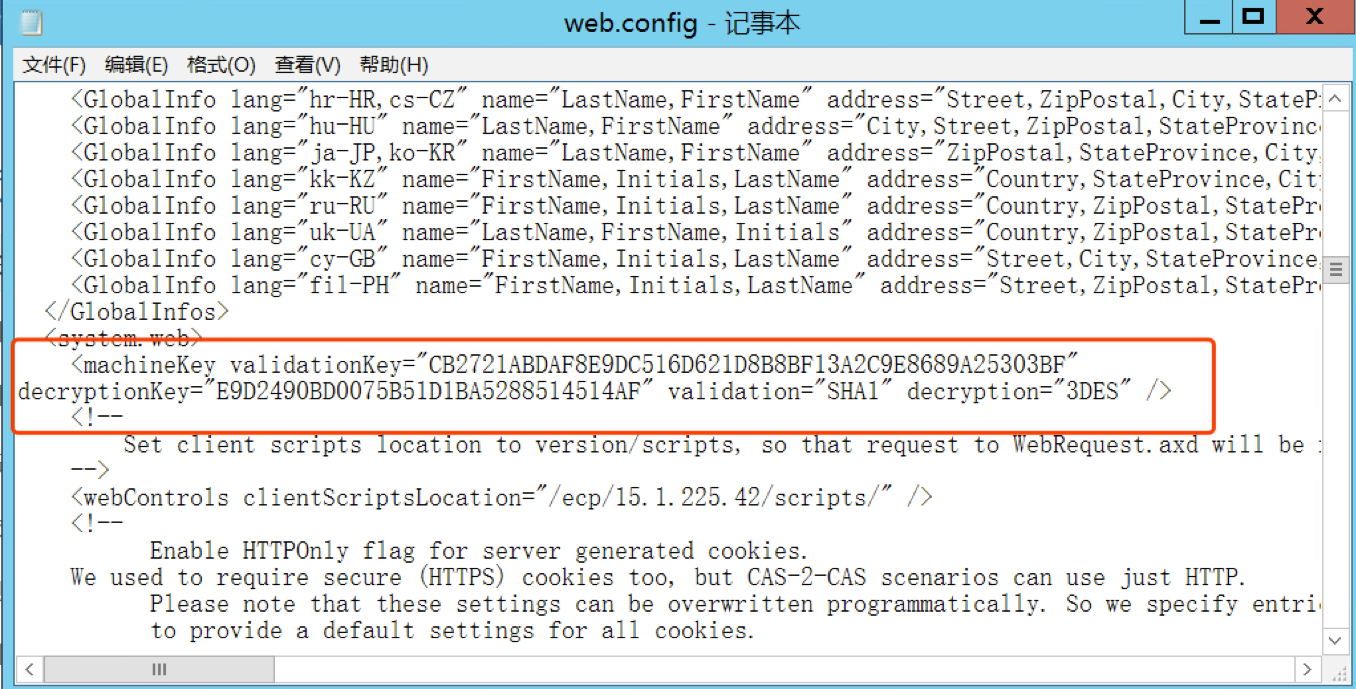 web.config - 记事本
文件(F) 编辑(E) 格式(O) 查看(V) 帮助(H)
<GlobalInfo lang="hr-HR,cs-CZ" name="LastName,FirstName" address="Street,ZipPostal,City,StateP
<GlobalInfo lang="hu-HU" name="LastName,FirstName" address="City,Street,ZipPostal,StateProvinc
<GlobalInfo lang="ja-JP,ko-KR" name="LastName,FirstName" address="ZipPostal,StateProvince,City,
<GlobalInfo lang="kk-KZ" name="FirstName,Initials,LastName" address="Country,StateProvince,Cit
<GlobalInfo lang="ru-RU" name="FirstName,Initials,LastName" address="Country,ZipPostal,StatePr
<GlobalInfo lang="uk-UA" name="LastName,FirstName,Initials" address="Country,ZipPostal,StatePr
<GlobalInfo lang="cy-GB" name="FirstName,Initials,LastName" address="Street,City,StateProvince,
<GlobalInfo lang="fil-PH" name="FirstName,Initials,LastName" address="Street,ZipPostal,StatePr
</GlobalInfos>
<system.web>
<machineKey validationKey="CB2721ABDAF8E9DC516D621D8B8BF13A2C9E8689A25303BF"
decryptionKey="E9D2490BD0075B51D1BA5288514514AF" validation="SHA1" decryption="3DES" />
<!--
Set client scripts location to version/scripts, so that request to WebRequest.axd will be
-->
<webControls clientScriptsLocation="/ecp/15.1.225.42/scripts/" />
<!--
Enable HTTPOnly flag for server generated cookies.
We used to require secure (HTTPS) cookies too, but CAS-2-CAS scenarios can use just HTTP.
Please note that these settings can be overwritten programmatically. So we specify entri
to provide a default settings for all cookies.